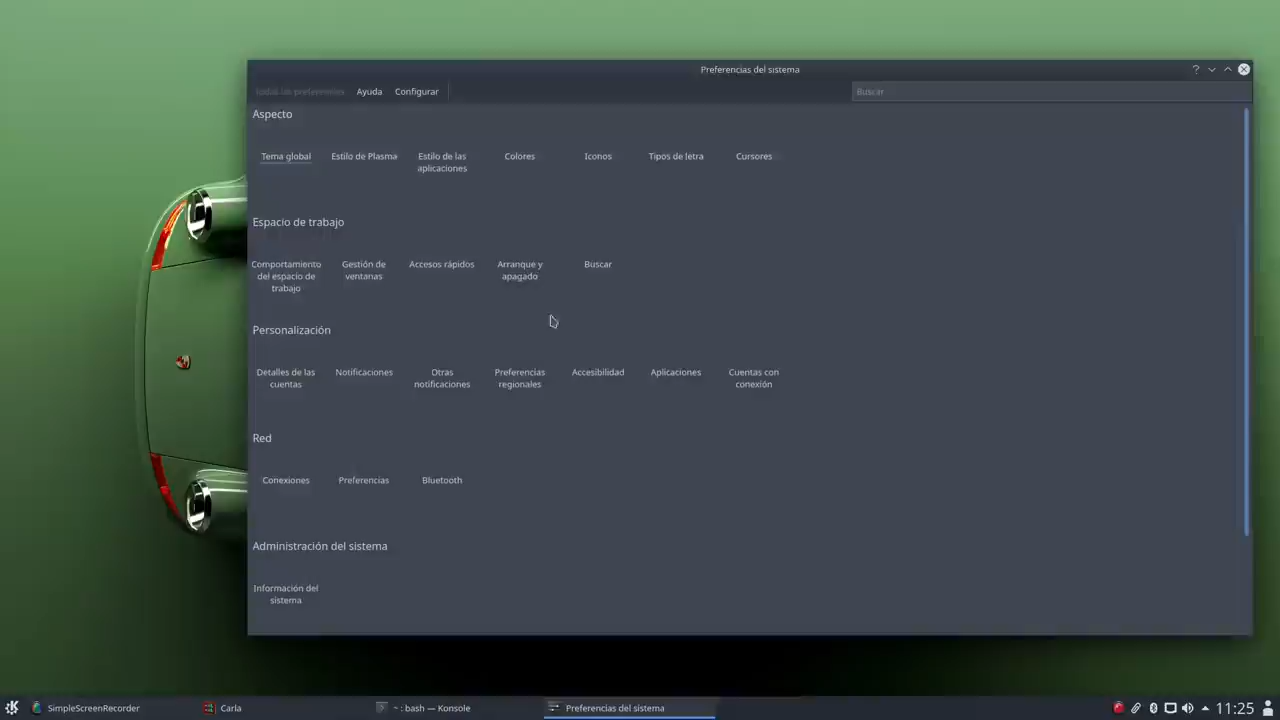 Preferencias del sistema
Todas las preferencias Ayuda Configurar
Buscar
Aspecto
Tema global
Estilo de Plasma
Estilo de las
aplicaciones
Colores
Iconos
Tipos de letra
Cursores
Espacio de trabajo
Comportamiento
del espacio de
trabajo
Gestión de
ventanas
Accesos rápidos
Arranque y
apagado
Buscar
Personalización
Detalles de las
cuentas
Notificaciones
Otras
notificaciones
Preferencias
regionales
Accesibilidad
Aplicaciones
Cuentas con
conexión
Red
Conexiones
Preferencias
Bluetooth
Administración del sistema
Información del
sistema
SimpleScreenRecorder
Carla
~ : bash — Konsole
Preferencias del sistema
11:25